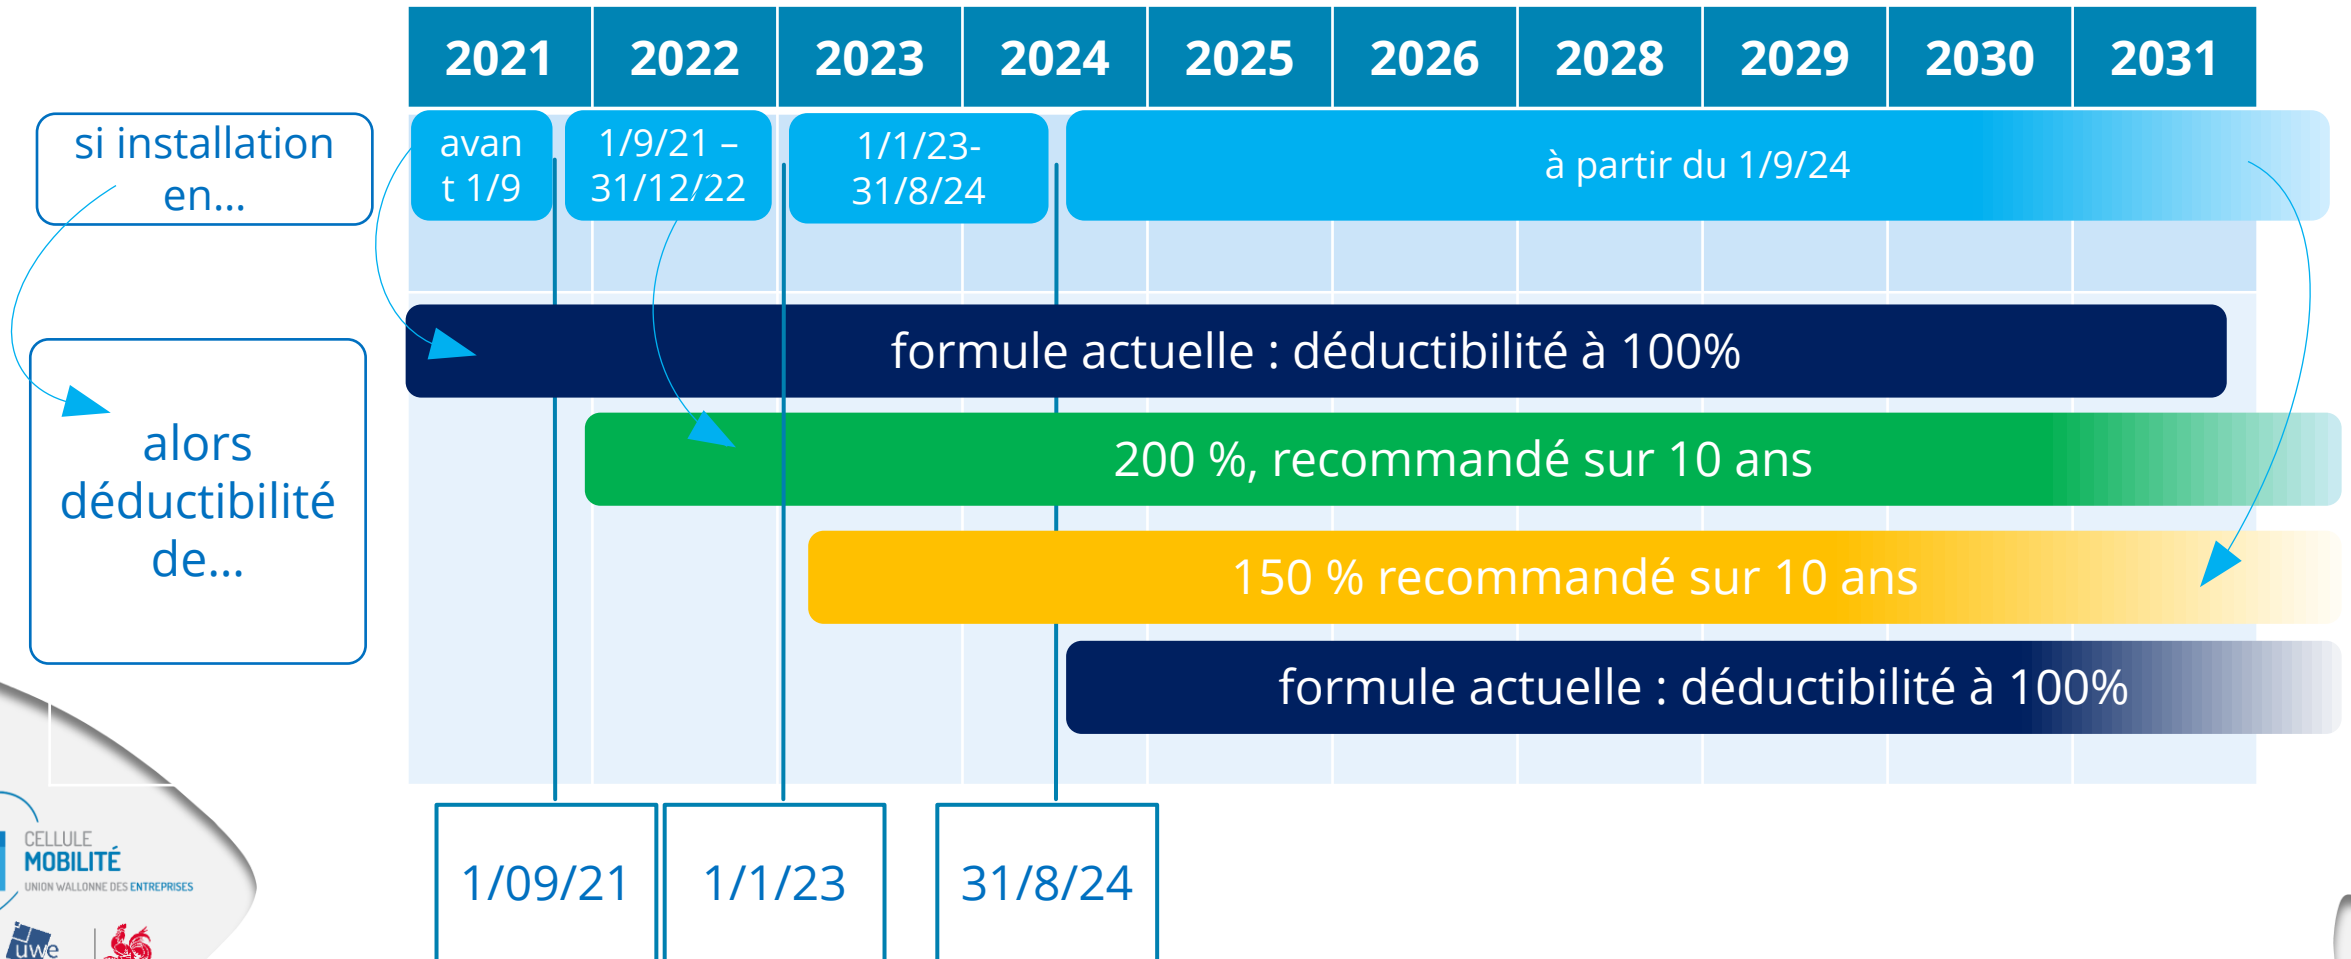 2021 2022 2023 2024 2025 2026 2028 2029 2030 2031
si installation
en...
avan
t 1/9
1/9/21 –
31/12/22
1/1/23-
31/8/24
à partir du 1/9/24
alors
déductibilité
de...
formule actuelle : déductibilité à 100%
200 %, recommandé sur 10 ans
150 % recommandé sur 10 ans
formule actuelle : déductibilité à 100%
1/09/21
1/1/23
31/8/24
CELLULE
MOBILITÉ
UNION WALLONNE DES ENTREPRISES
uwe